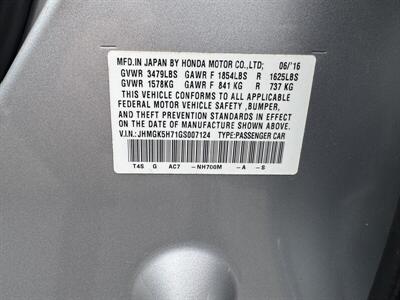 MFD.IN JAPAN BY HONDA MOTOR CO.,LTD; 06/'16
GVWR 3479LBS GAWR F 1854LBS R 1625LBS
GVWR 1578KG GAWR F 841 KG R 737 KG
THIS VEHICLE CONFORMS TO ALL APPLICABLE
FEDERAL MOTOR VEHICLE SAFETY ,BUMPER,
AND THEFT PREVENTION STANDARDS IN EFFECT
ON THE DATE OF MANUFACTURE SHOWN ABOVE.
V.I.N.: JHMGK5H71GS007124 TYPE:PASSENGER CAR
T4S G AC7 -NH700M -A -S